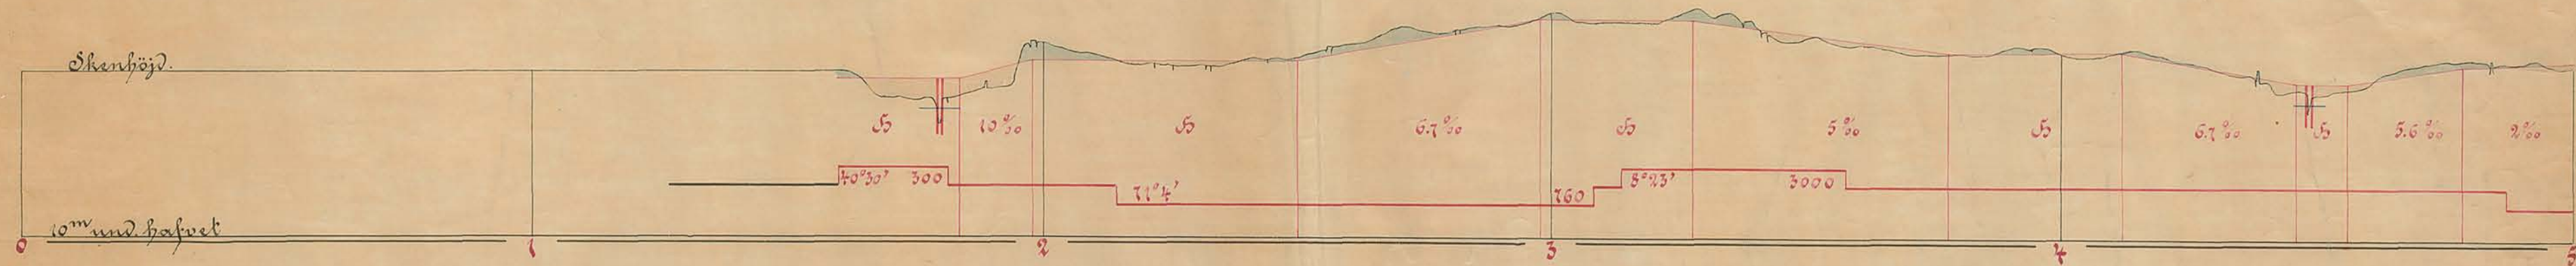 Skenhöjd.
H 10‰ H 6.7‰ H 5‰ H 6.7‰ H 5.6‰ 2‰
40°30' 300 71°4' 760 8°23' 3000
10m und. hafvet
0 1 2 3 4 5